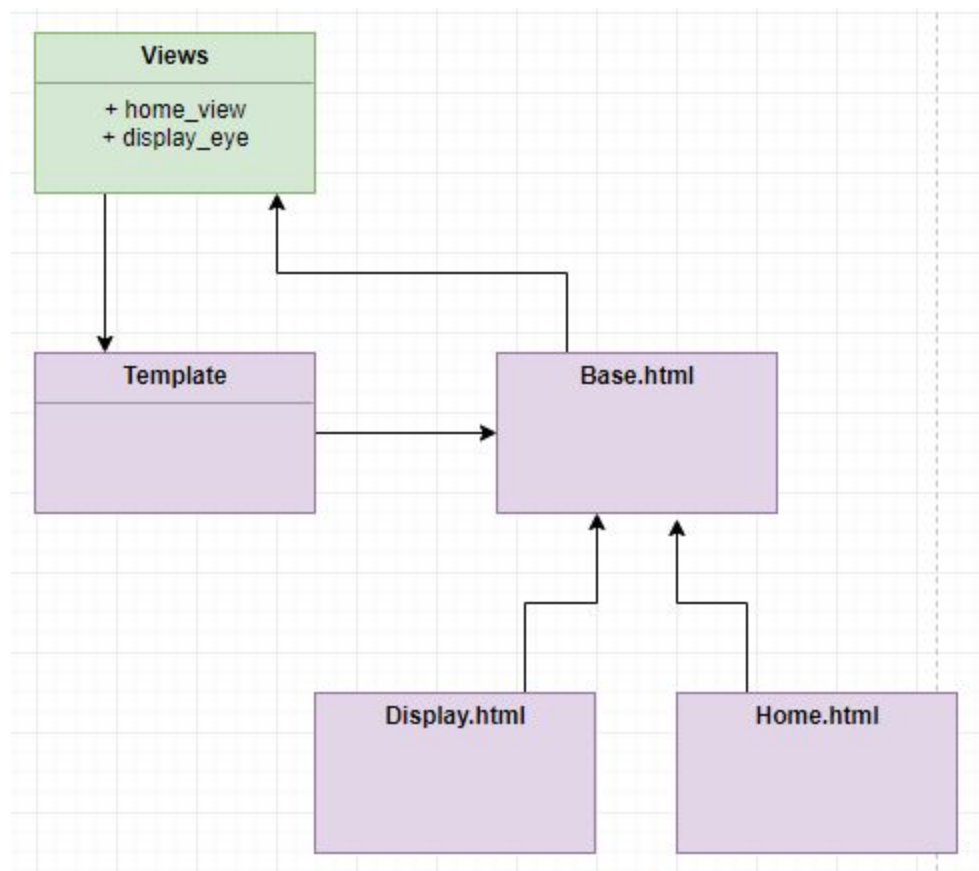 Views
+ home_view
+ display_eye
Template
Base.html
Display.html
Home.html